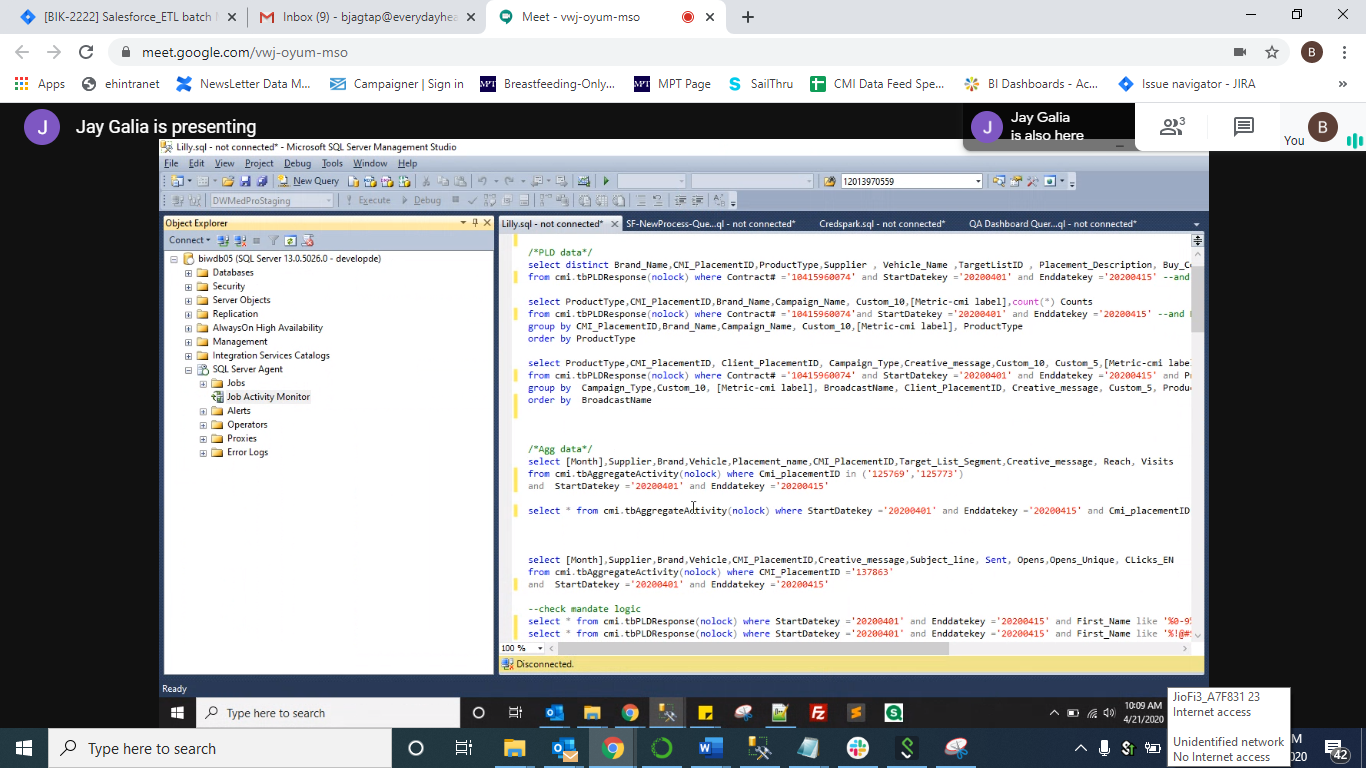 [BIK-2222] Salesforce_ETL batch
Inbox (9) - bjagtap@everydayhea
Meet - vwj-oyum-mso
meet.google.com/vwj-oyum-mso
B
Apps
ehintranet
NewsLetter Data M...
Campaigner | Sign in
Breastfeeding-Only...
MPT Page
SailThru
CMI Data Feed Spe...
BI Dashboards - Ac...
Issue navigator - JIRA
»
J
Jay Galia is presenting
J
Jay Galia
is also here
3
You
B
Lilly.sql - not connected* - Microsoft SQL Server Management Studio
File Edit View Project Debug Tools Window Help
New Query
12013970559
DWMedProStaging
Execute
Debug
Object Explorer
Connect
biwdb05 (SQL Server 13.0.5026.0 - develope)
Databases
Security
Server Objects
Replication
AlwaysOn High Availability
Management
Integration Services Catalogs
SQL Server Agent
Jobs
Job Activity Monitor
Alerts
Operators
Proxies
Error Logs
Lilly.sql - not connected*
SF-NewProcess-Que...ql - not connected*
Credspark.sql - not connected*
QA Dashboard Quer...ql - not connected*
/*PLD data*/
select distinct Brand_Name,CMI_PlacementID,ProductType,Supplier , Vehicle_Name ,TargetListID , Placement_Description, Buy_Co
from cmi.tbPLDResponse(nolock) where Contract# ='10415960074' and StartDatekey ='20200401' and Enddatekey ='20200415' --and
select ProductType,CMI_PlacementID,Brand_Name,Campaign_Name, Custom_10,[Metric-cmi label],count(*) Counts
from cmi.tbPLDResponse(nolock) where Contract# ='10415960074'and StartDatekey ='20200401' and Enddatekey ='20200415' --and
group by CMI_PlacementID,Brand_Name,Campaign_Name, Custom_10,[Metric-cmi label], ProductType
order by ProductType
select ProductType,CMI_PlacementID, Client_PlacementID, Campaign_Type,Creative_message,Custom_10, Custom_5,[Metric-cmi labe
from cmi.tbPLDResponse(nolock) where Contract# ='10415960074' and StartDatekey ='20200401' and Enddatekey ='20200415' and P
group by Campaign_Type,Custom_10, [Metric-cmi label], BroadcastName, Client_PlacementID, Creative_message, Custom_5, Produ
order by BroadcastName
/*Agg data*/
select [Month],Supplier,Brand,Vehicle,Placement_name,CMI_PlacementID,Target_List_Segment,Creative_message, Reach, Visits
from cmi.tbAggregateActivity(nolock) where Cmi_placementID in ('125769','125773')
and StartDatekey ='20200401' and Enddatekey ='20200415'
select * from cmi.tbAggregateActivity(nolock) where StartDatekey ='20200401' and Enddatekey ='20200415' and Cmi_placementID
select [Month],Supplier,Brand,Vehicle,CMI_PlacementID,Creative_message,Subject_line, Sent, Opens,Opens_Unique, CLicks_EN
from cmi.tbAggregateActivity(nolock) where CMI_PlacementID ='137863'
and StartDatekey ='20200401' and Enddatekey ='20200415'
--check mandate logic
select * from cmi.tbPLDResponse(nolock) where StartDatekey ='20200401' and Enddatekey ='20200415' and First_Name like '%0-9
select * from cmi.tbPLDResponse(nolock) where StartDatekey ='20200401' and Enddatekey ='20200415' and First_Name like '%!@#
100 %
Disconnected.
Ready
Type here to search
10:09 AM
4/21/2020
JioFi3_A7F831 23
Internet access
Unidentified network
No Internet access
Type here to search
M
020
42